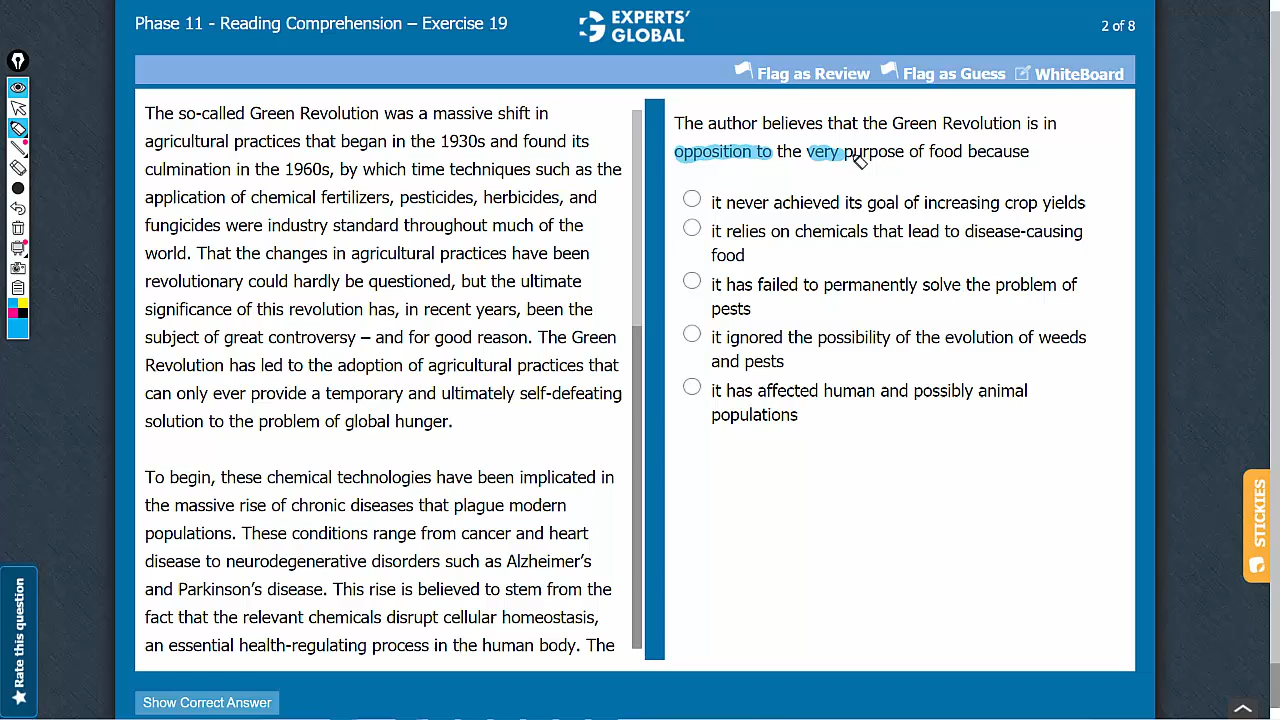 Phase 11 - Reading Comprehension – Exercise 19
EXPERTS'
GLOBAL
2 of 8
Flag as Review
Flag as Guess
WhiteBoard
The so-called Green Revolution was a massive shift in
agricultural practices that began in the 1930s and found its
culmination in the 1960s, by which time techniques such as the
application of chemical fertilizers, pesticides, herbicides, and
fungicides were industry standard throughout much of the
world. That the changes in agricultural practices have been
revolutionary could hardly be questioned, but the ultimate
significance of this revolution has, in recent years, been the
subject of great controversy – and for good reason. The Green
Revolution has led to the adoption of agricultural practices that
can only ever provide a temporary and ultimately self-defeating
solution to the problem of global hunger.
To begin, these chemical technologies have been implicated in
the massive rise of chronic diseases that plague modern
populations. These conditions range from cancer and heart
disease to neurodegenerative disorders such as Alzheimer's
and Parkinson's disease. This rise is believed to stem from the
fact that the relevant chemicals disrupt cellular homeostasis,
an essential health-regulating process in the human body. The
The author believes that the Green Revolution is in
opposition to the very purpose of food because
it never achieved its goal of increasing crop yields
it relies on chemicals that lead to disease-causing
food
it has failed to permanently solve the problem of
pests
it ignored the possibility of the evolution of weeds
and pests
it has affected human and possibly animal
populations
STICKIES
Rate this question
Show Correct Answer